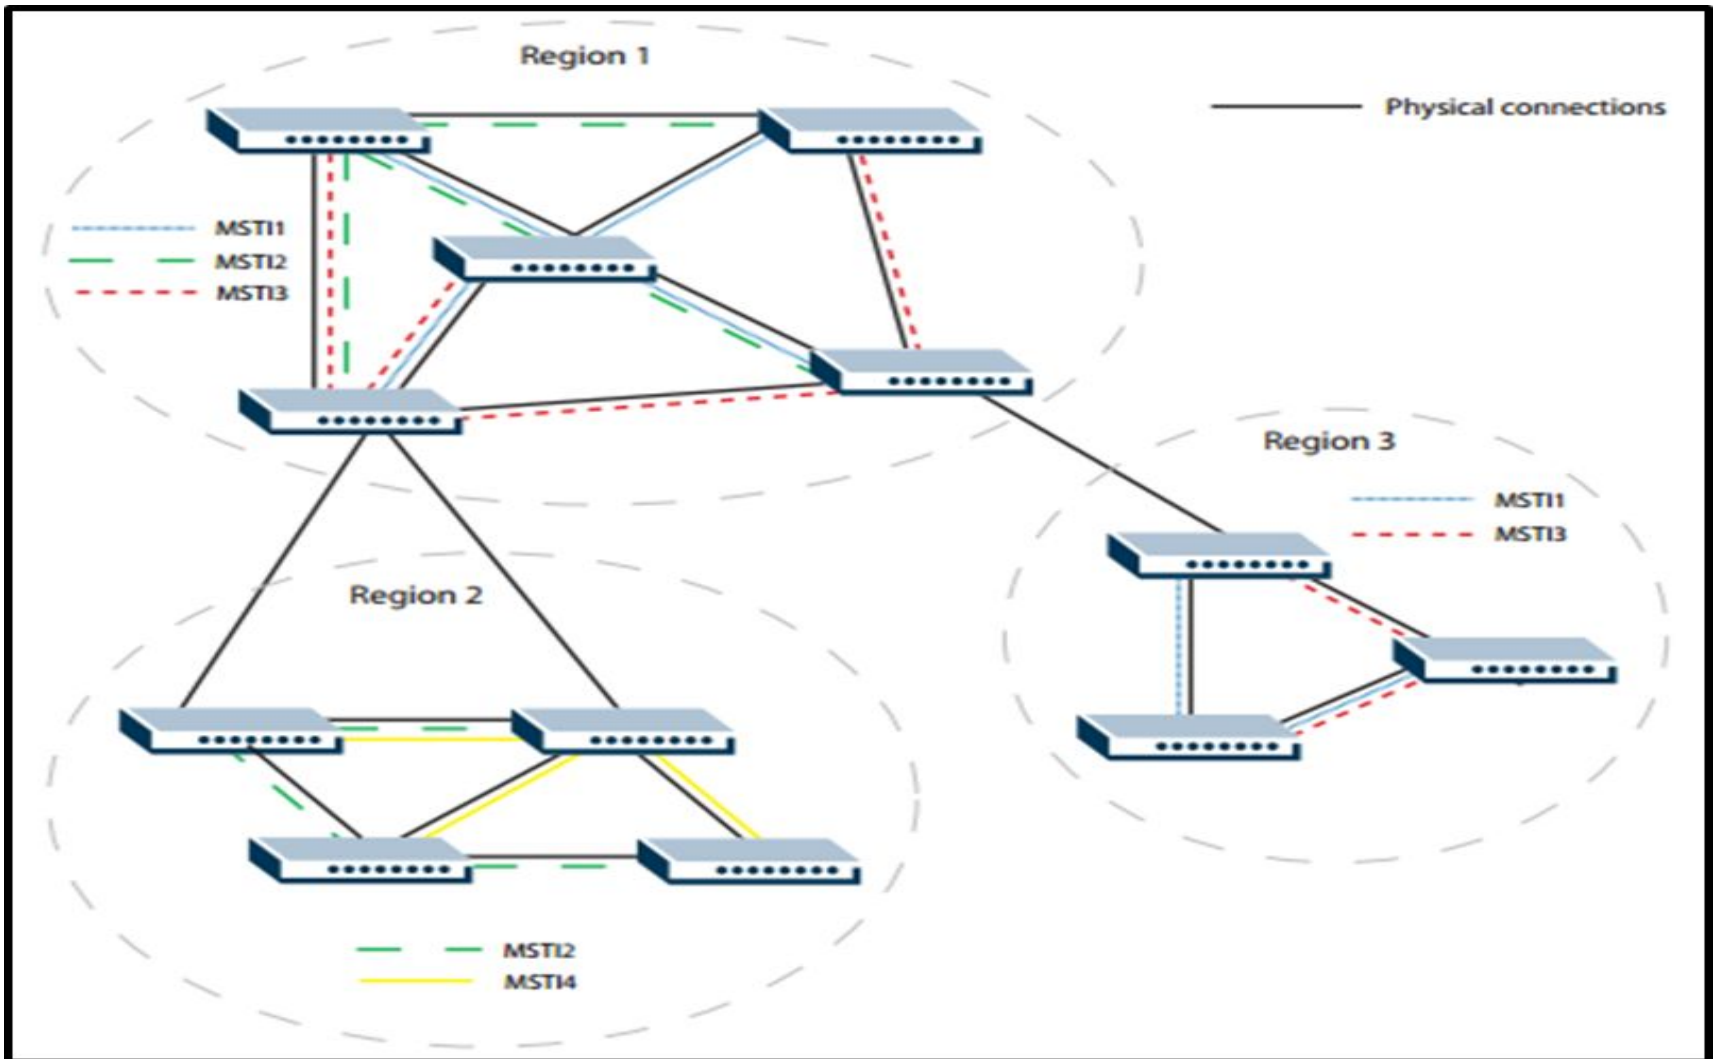 Region 1
Physical connections
MSTI1
MSTI2
MSTI3
Region 3
MSTI1
MSTI3
Region 2
MSTI2
MSTI4